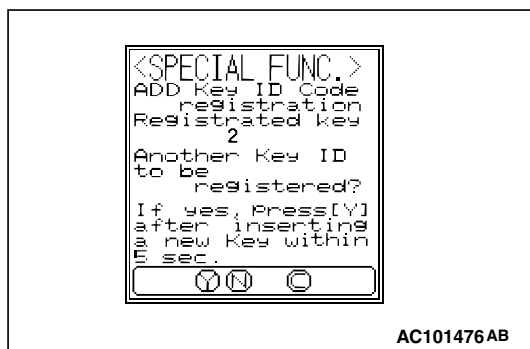 <SPECIAL FUNC.>
ADD Key ID Code
registration
Registrated key
2
Another Key ID
to be
registered?
If yes, Press[Y]
after inserting
a new Key within
5 sec.
Y N C
AC101476AB